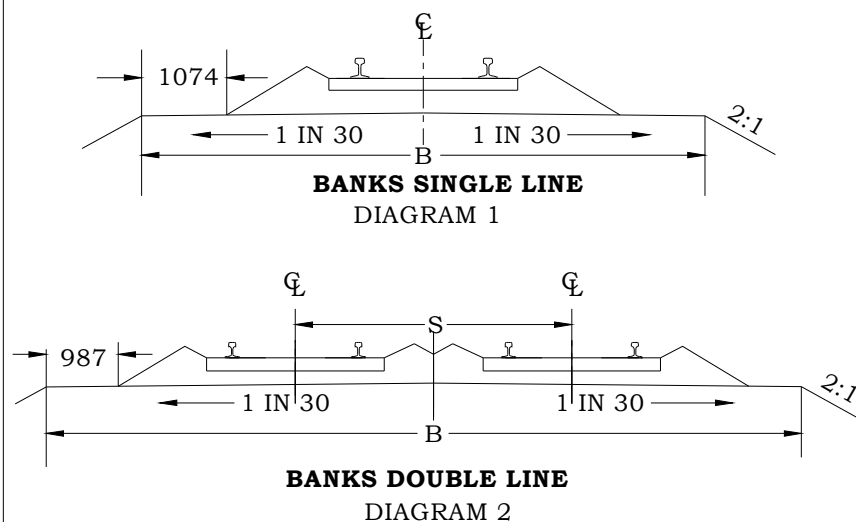 ℄
1074
2:1
1 IN 30 1 IN 30
B
BANKS SINGLE LINE
DIAGRAM 1
℄ ℄
S
987
2:1
1 IN 30 1 IN 30
B
BANKS DOUBLE LINE
DIAGRAM 2